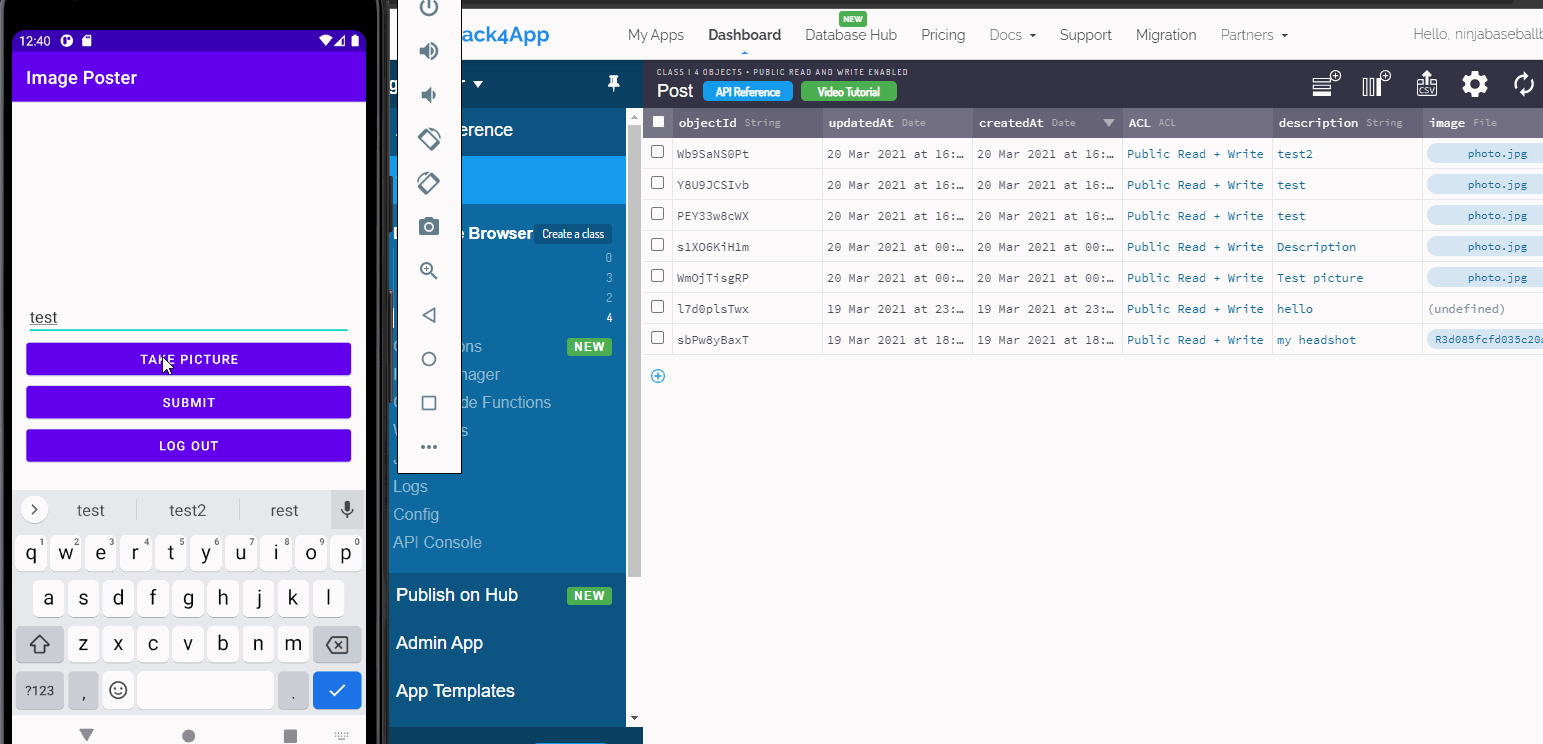 12:40
Image Poster
test
TAKE PICTURE
SUBMIT
LOG OUT
test test2 rest
q1 w2 e3 r4 t5 y6 u7 i8 o9 p0
a s d f g h j k l
z x c v b n m
?123 , .
ack4App
My Apps Dashboard Database Hub Pricing Docs Support Migration Partners
NEW
Hello, ninjabaseballb
erence
Browser Create a class
0
3
2
4
ons NEW
nager
de Functions
s
Logs
Config
API Console
Publish on Hub NEW
Admin App
App Templates
CLASS | 4 OBJECTS • PUBLIC READ AND WRITE ENABLED
Post API Reference Video Tutorial
CSV
objectId String updatedAt Date createdAt Date ACL ACL description String image File
Wb9SaNS0Pt 20 Mar 2021 at 16:… 20 Mar 2021 at 16:… Public Read + Write test2 photo.jpg
Y8U9JCSIvb 20 Mar 2021 at 16:… 20 Mar 2021 at 16:… Public Read + Write test photo.jpg
PEY33w8cWX 20 Mar 2021 at 16:… 20 Mar 2021 at 16:… Public Read + Write test photo.jpg
slXO6KiHlm 20 Mar 2021 at 00:… 20 Mar 2021 at 00:… Public Read + Write Description photo.jpg
WmOjTisgRP 20 Mar 2021 at 00:… 20 Mar 2021 at 00:… Public Read + Write Test picture photo.jpg
l7d0plsTwx 19 Mar 2021 at 23:… 19 Mar 2021 at 23:… Public Read + Write hello (undefined)
sbPw8yBaxT 19 Mar 2021 at 18:… 19 Mar 2021 at 18:… Public Read + Write my headshot R3d085fcfd035c20a